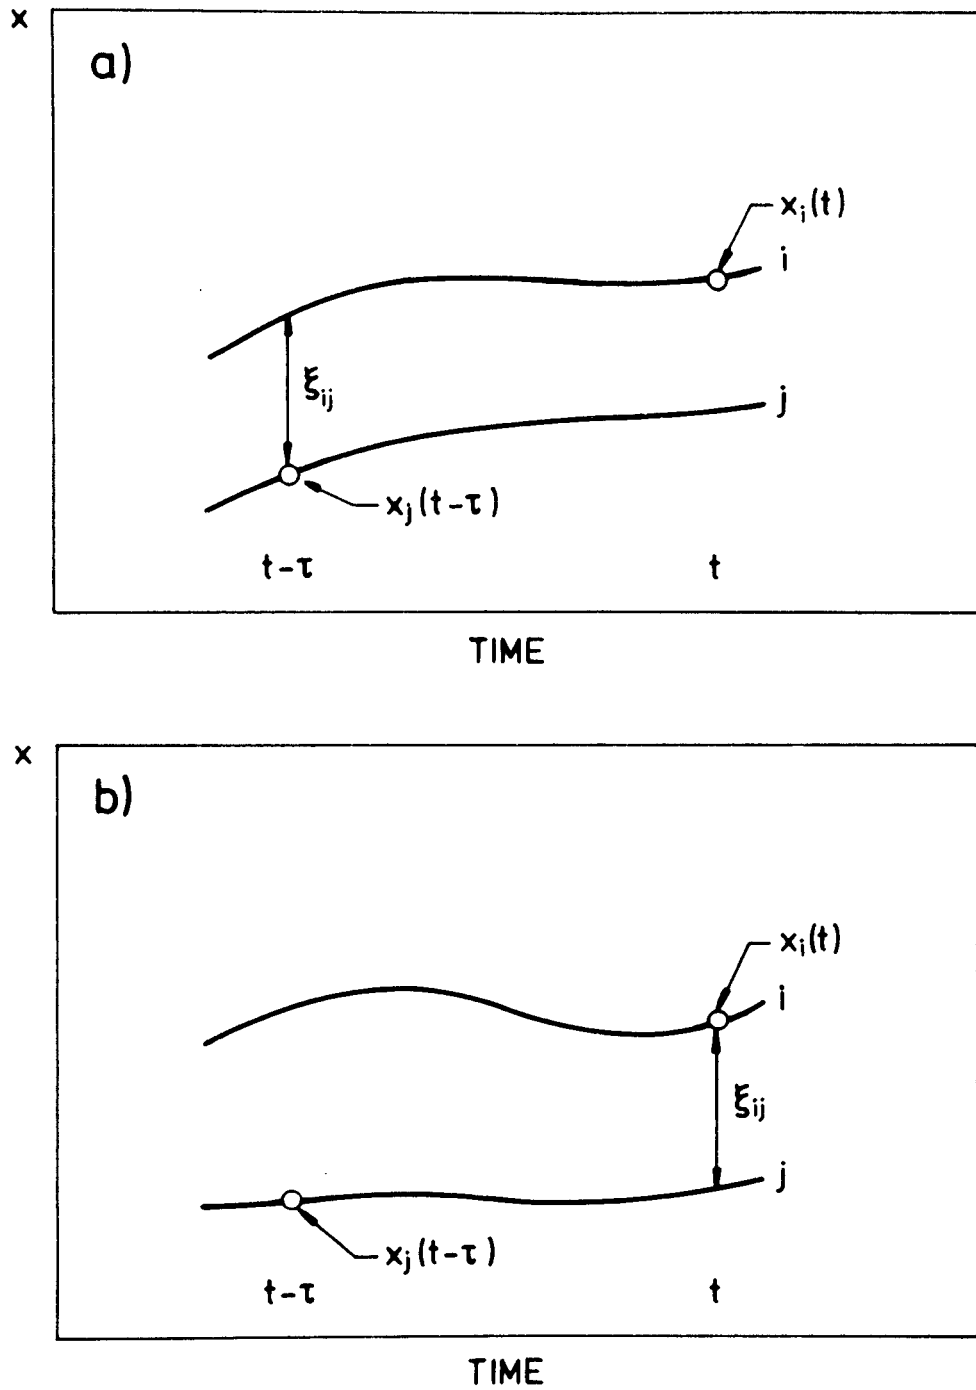 x
a)
xᵢ(t)
i
ξᵢⱼ
j
xⱼ(t-τ)
t-τ
t
TIME
x
b)
xᵢ(t)
i
ξᵢⱼ
j
xⱼ(t-τ)
t-τ
t
TIME